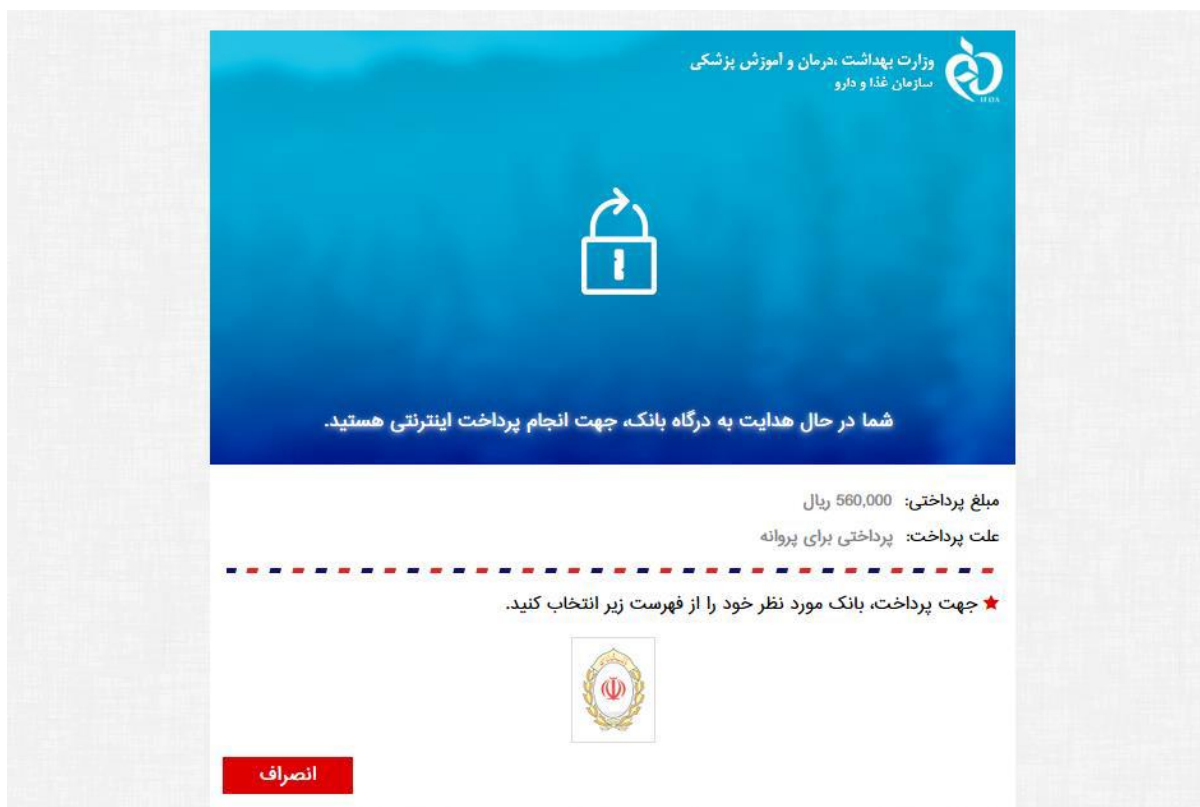 وزارت بهداشت ،درمان و آموزش پزشکی
سازمان غذا و دارو
IFDA
شما در حال هدایت به درگاه بانک، جهت انجام پرداخت اینترنتی هستید.
مبلغ پرداختی: 560,000 ریال
علت پرداخت: پرداختی برای پروانه
جهت پرداخت، بانک مورد نظر خود را از فهرست زیر انتخاب کنید.
انصراف